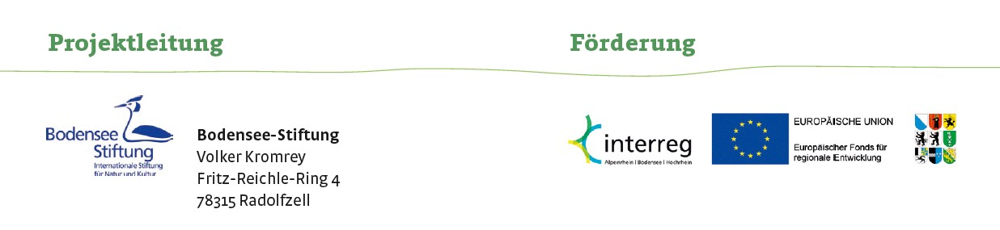 Projektleitung
Förderung
Bodensee
Stiftung
Internationale Stiftung
für Natur und Kultur
Bodensee-Stiftung
Volker Kromrey
Fritz-Reichle-Ring 4
78315 Radolfzell
interreg
Alpenrhein | Bodensee | Hochrhein
EUROPÄISCHE UNION
Europäischer Fonds für
regionale Entwicklung